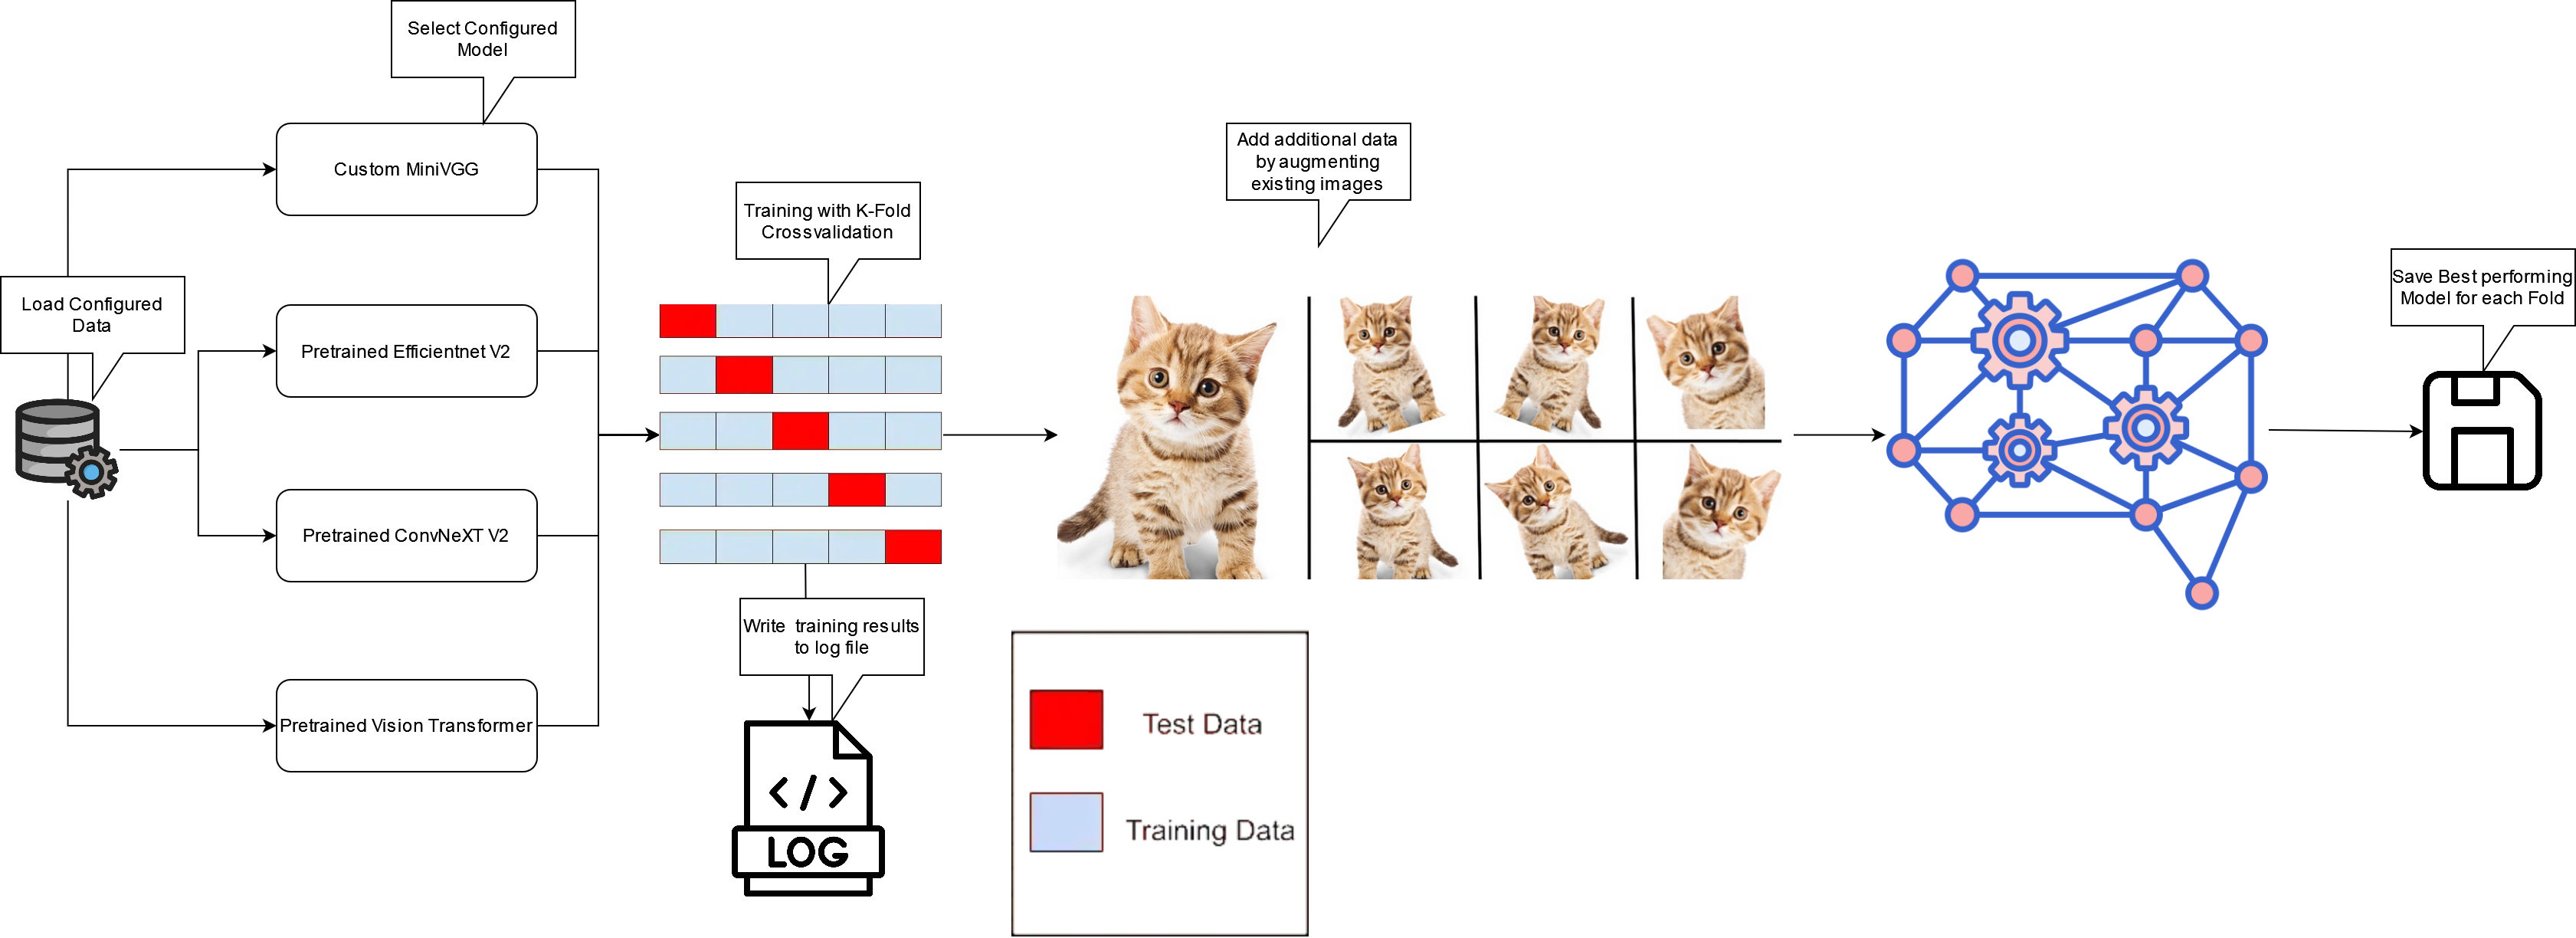 Select Configured
Model
Custom MiniVGG
Load Configured
Data
Pretrained Efficientnet V2
Pretrained ConvNeXT V2
Pretrained Vision Transformer
Training with K-Fold
Crossvalidation
Write training results
to log file
LOG
Add additional data
by augmenting
existing images
Test Data
Training Data
Save Best performing
Model for each Fold